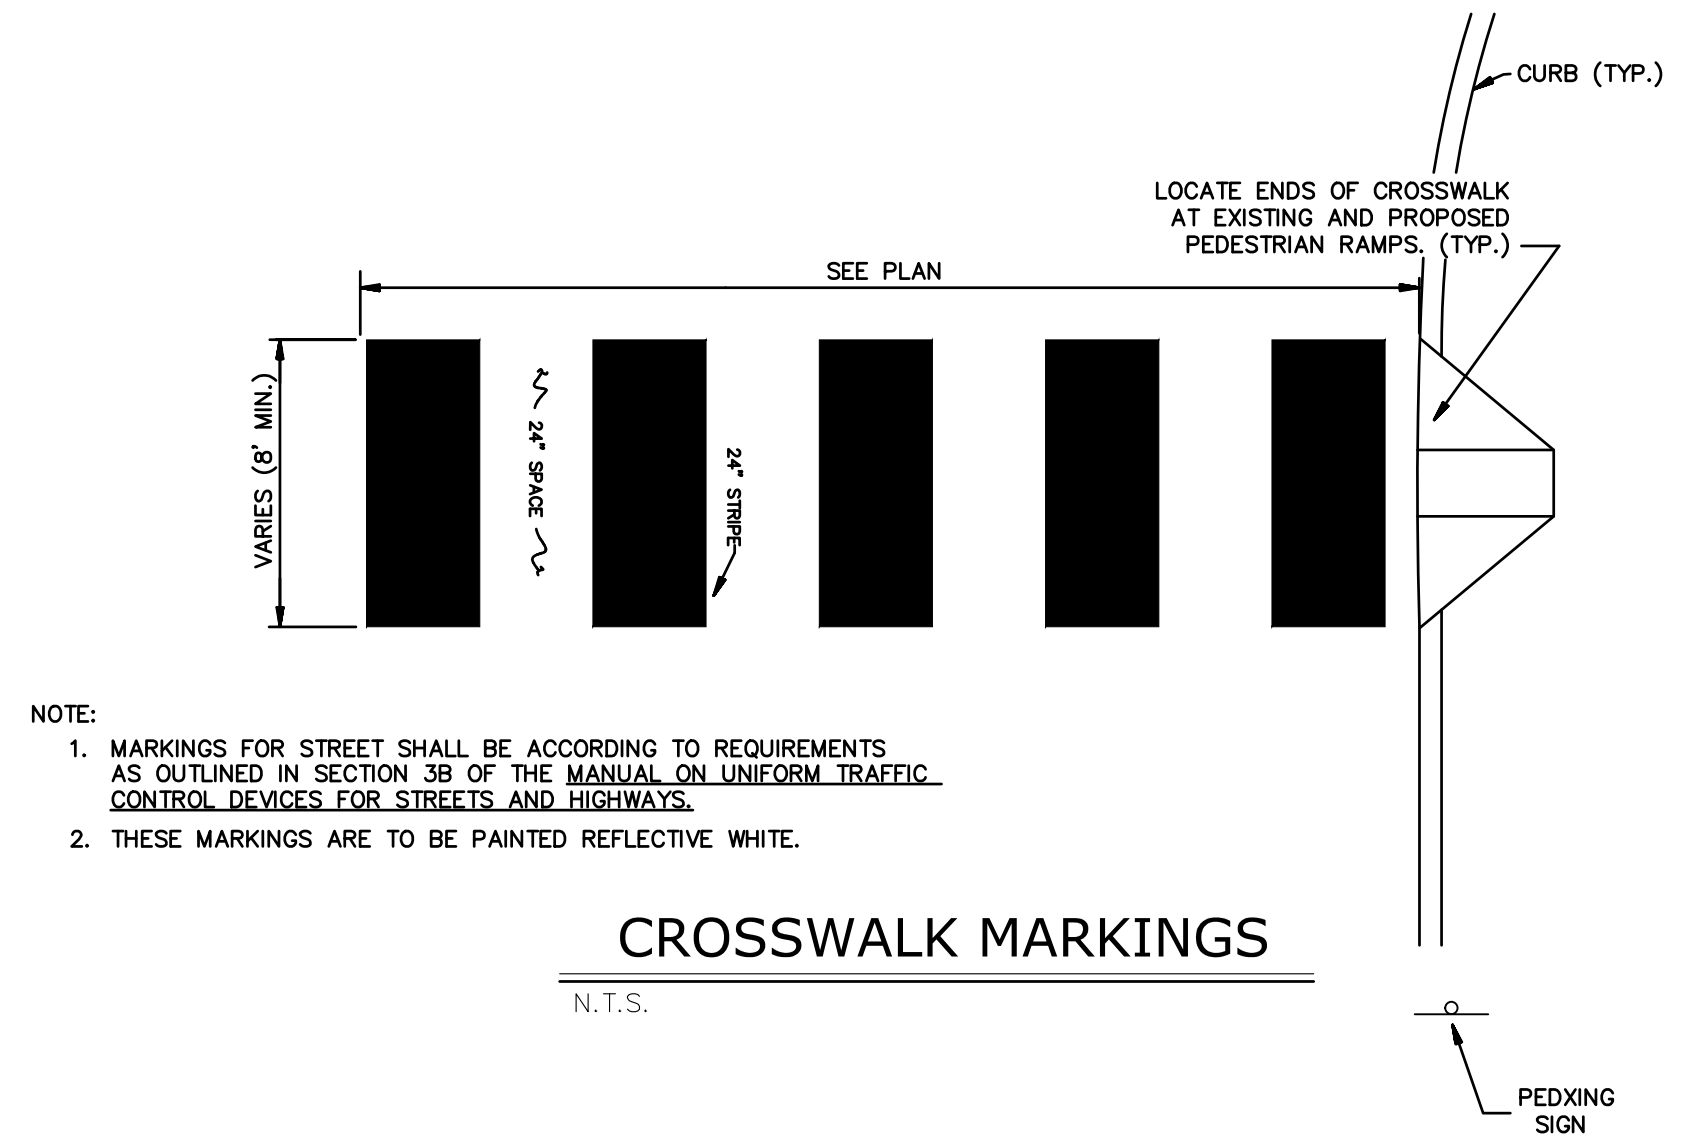 CURB (TYP.)
LOCATE ENDS OF CROSSWALK
AT EXISTING AND PROPOSED
PEDESTRIAN RAMPS. (TYP.)
SEE PLAN
VARIES (8' MIN.)
24" SPACE
24" STRIPE
NOTE:
1. MARKINGS FOR STREET SHALL BE ACCORDING TO REQUIREMENTS
AS OUTLINED IN SECTION 3B OF THE MANUAL ON UNIFORM TRAFFIC
CONTROL DEVICES FOR STREETS AND HIGHWAYS.
2. THESE MARKINGS ARE TO BE PAINTED REFLECTIVE WHITE.
CROSSWALK MARKINGS
N.T.S.
PEDXING
SIGN